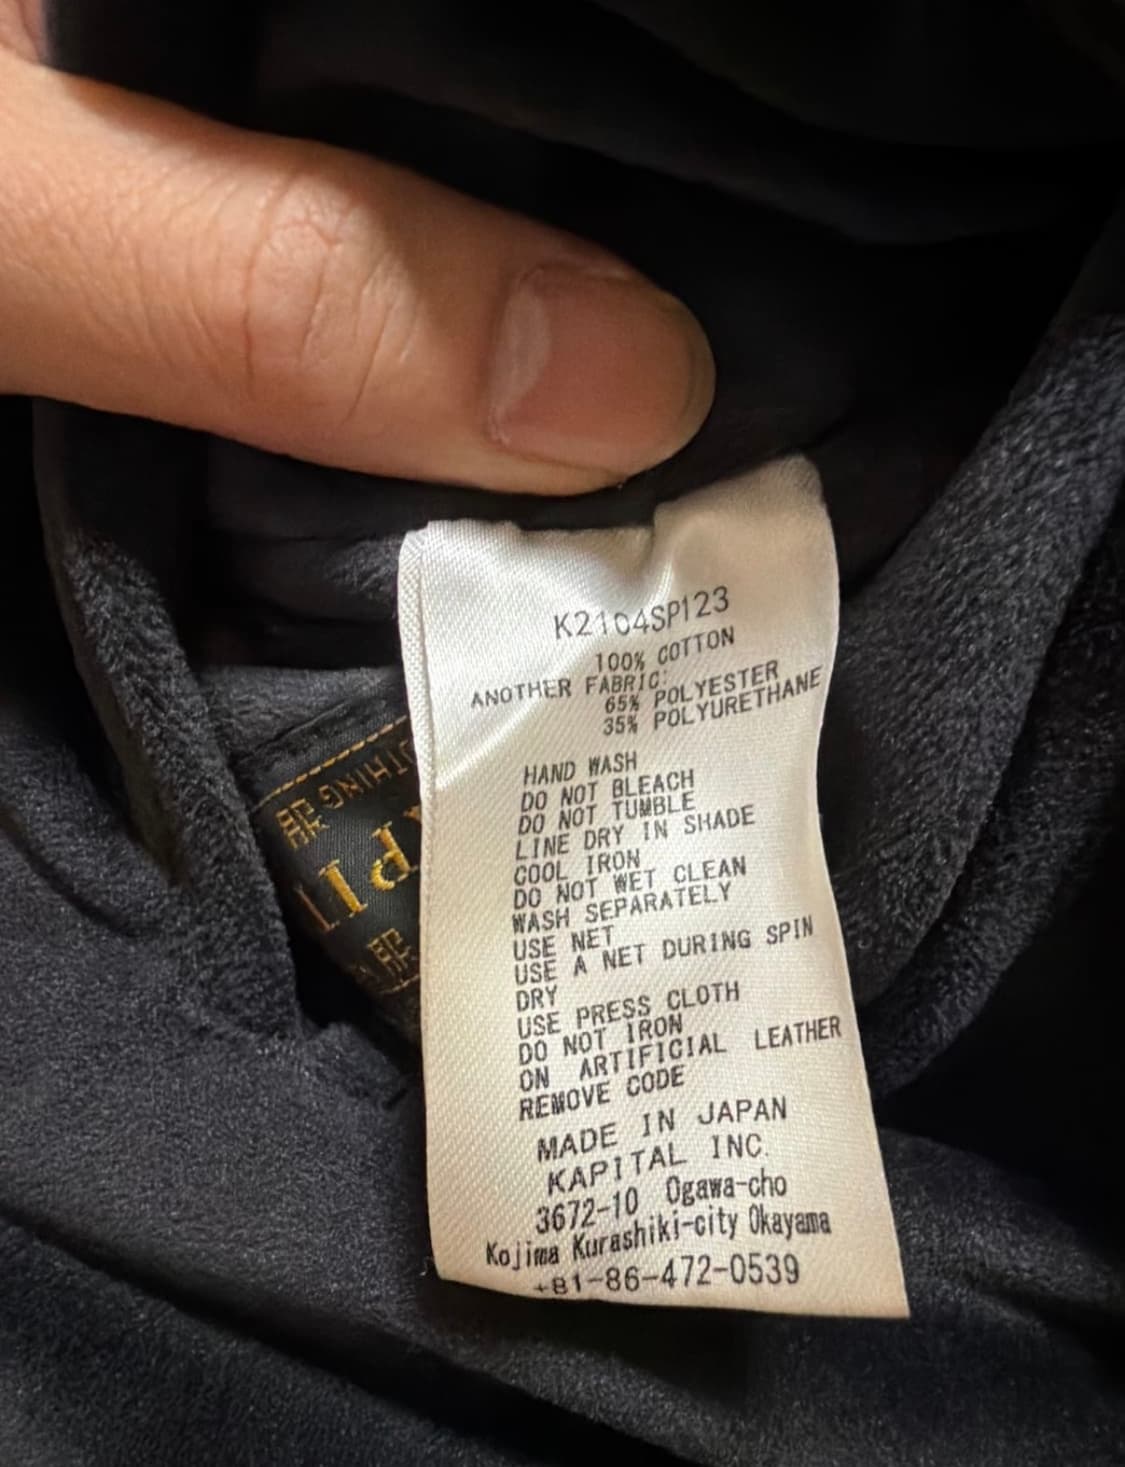 K2104SP123
100% COTTON
ANOTHER FABRIC:
65% POLYESTER
35% POLYURETHANE
HAND WASH
DO NOT BLEACH
DO NOT TUMBLE
LINE DRY IN SHADE
COOL IRON
DO NOT WET CLEAN
WASH SEPARATELY
USE NET
USE A NET DURING SPIN
DRY
USE PRESS CLOTH
DO NOT IRON
ON ARTIFICIAL LEATHER
REMOVE CODE
MADE IN JAPAN
KAPITAL INC.
3672-10 Ogawa-cho
Kojima Kurashiki-city Okayama
+81-86-472-0539